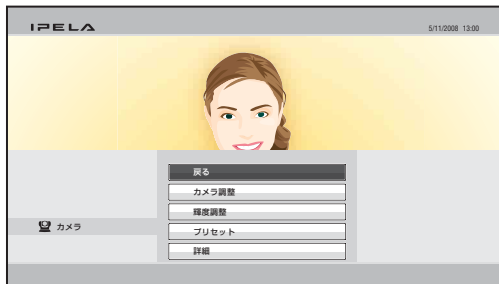 IPELA
5/11/2008 13:00
戻る
カメラ調整
輝度調整
カメラ
プリセット
詳細